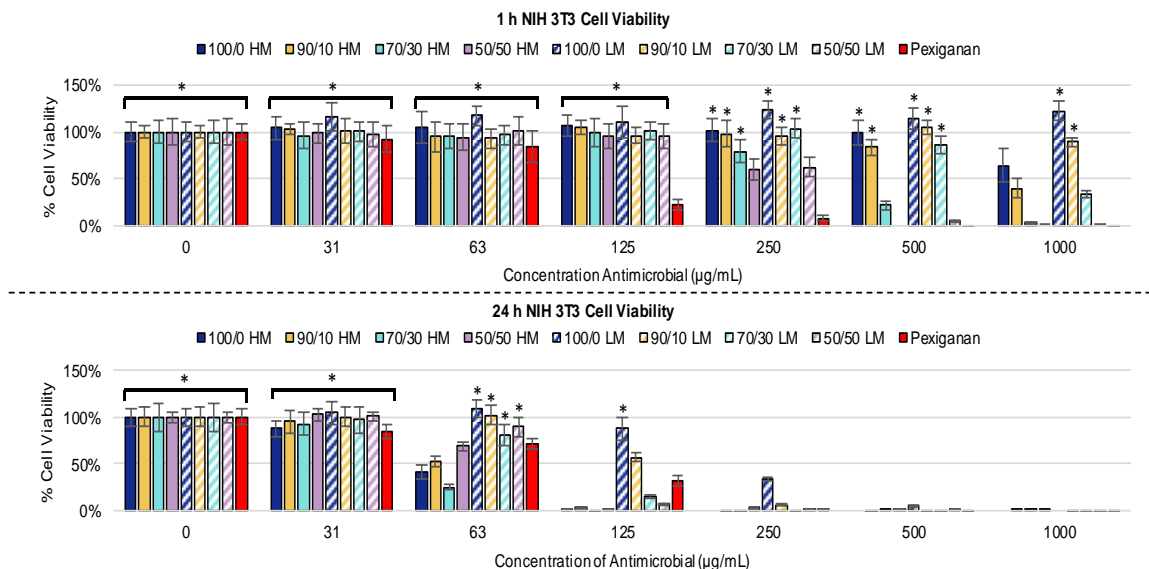 1 h NIH 3T3 Cell Viability
100/0 HM 90/10 HM 70/30 HM 50/50 HM 100/0 LM 90/10 LM 70/30 LM 50/50 LM Pexiganan
% Cell Viability
150%
100%
50%
0%
* * * * * * * * * * * * * * * * *
0 31 63 125 250 500 1000
Concentration Antimicrobial (µg/mL)
24 h NIH 3T3 Cell Viability
100/0 HM 90/10 HM 70/30 HM 50/50 HM 100/0 LM 90/10 LM 70/30 LM 50/50 LM Pexiganan
% Cell Viability
150%
100%
50%
0%
* * * * * * *
0 31 63 125 250 500 1000
Concentration of Antimicrobial (µg/mL)